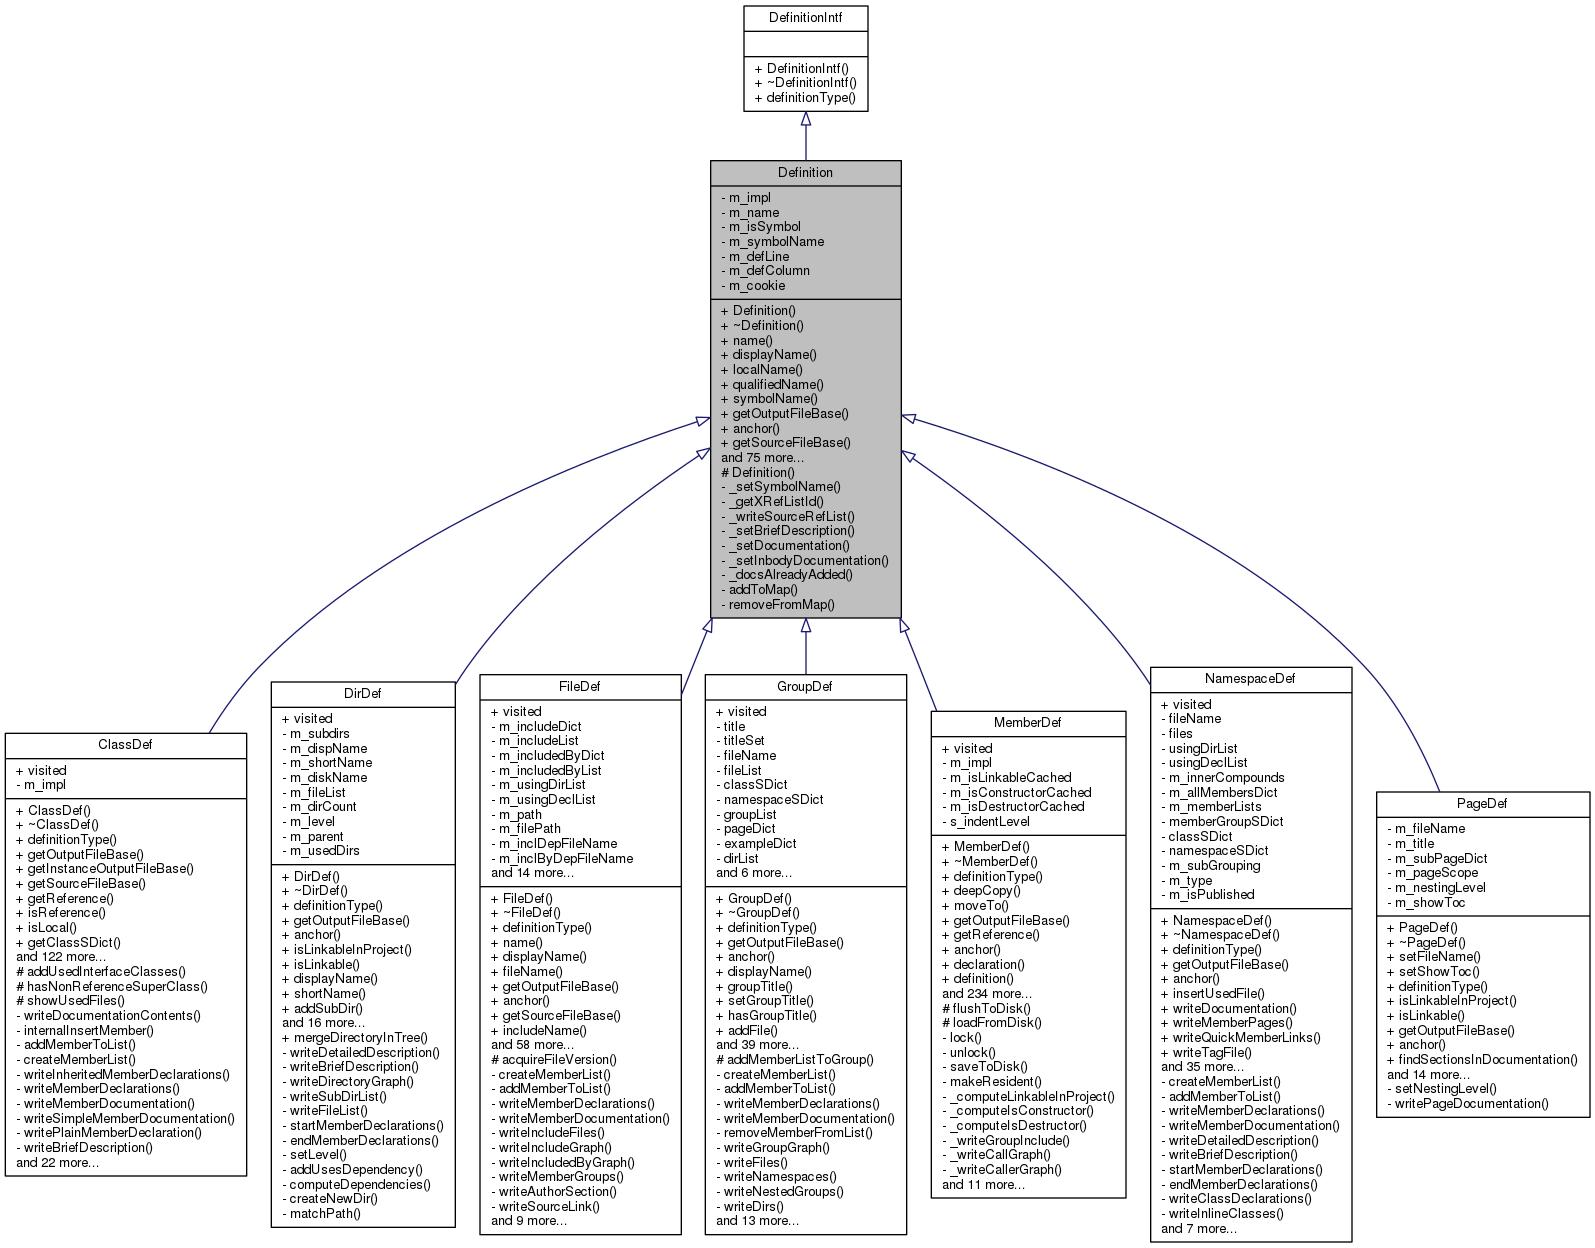 DefinitionIntf
+ DefinitionIntf()
+ ~DefinitionIntf()
+ definitionType()
Definition
- m_impl
- m_name
- m_isSymbol
- m_symbolName
- m_defLine
- m_defColumn
- m_cookie
+ Definition()
+ ~Definition()
+ name()
+ displayName()
+ localName()
+ qualifiedName()
+ symbolName()
+ getOutputFileBase()
+ anchor()
+ getSourceFileBase()
and 75 more...
# Definition()
- _setSymbolName()
- _getXRefListId()
- _writeSourceRefList()
- _setBriefDescription()
- _setDocumentation()
- _setInbodyDocumentation()
- _docsAlreadyAdded()
- addToMap()
- removeFromMap()
ClassDef
+ visited
- m_impl
+ ClassDef()
+ ~ClassDef()
+ definitionType()
+ getOutputFileBase()
+ getInstanceOutputFileBase()
+ getSourceFileBase()
+ getReference()
+ isReference()
+ isLocal()
+ getClassSDict()
and 122 more...
# addUsedInterfaceClasses()
# hasNonReferenceSuperClass()
# showUsedFiles()
- writeDocumentationContents()
- internalInsertMember()
- addMemberToList()
- createMemberList()
- writeInheritedMemberDeclarations()
- writeMemberDeclarations()
- writeMemberDocumentation()
- writeSimpleMemberDocumentation()
- writePlainMemberDeclaration()
- writeBriefDescription()
and 22 more...
DirDef
+ visited
- m_subdirs
- m_dispName
- m_shortName
- m_diskName
- m_fileList
- m_dirCount
- m_level
- m_parent
- m_usedDirs
+ DirDef()
+ ~DirDef()
+ definitionType()
+ getOutputFileBase()
+ anchor()
+ isLinkableInProject()
+ isLinkable()
+ displayName()
+ shortName()
+ addSubDir()
and 16 more...
+ mergeDirectoryInTree()
- writeDetailedDescription()
- writeBriefDescription()
- writeDirectoryGraph()
- writeSubDirList()
- writeFileList()
- startMemberDeclarations()
- endMemberDeclarations()
- setLevel()
- addUsesDependency()
- computeDependencies()
- createNewDir()
- matchPath()
FileDef
+ visited
- m_includeDict
- m_includeList
- m_includedByDict
- m_includedByList
- m_usingDirList
- m_usingDeclList
- m_path
- m_filePath
- m_inclDepFileName
- m_inclByDepFileName
and 14 more...
+ FileDef()
+ ~FileDef()
+ definitionType()
+ name()
+ displayName()
+ fileName()
+ getOutputFileBase()
+ anchor()
+ getSourceFileBase()
+ includeName()
and 58 more...
# acquireFileVersion()
- createMemberList()
- addMemberToList()
- writeMemberDeclarations()
- writeMemberDocumentation()
- writeIncludeFiles()
- writeIncludeGraph()
- writeIncludedByGraph()
- writeMemberGroups()
- writeAuthorSection()
- writeSourceLink()
and 9 more...
GroupDef
+ visited
- title
- titleSet
- fileName
- fileList
- classSDict
- namespaceSDict
- groupList
- pageDict
- exampleDict
- dirList
and 6 more...
+ GroupDef()
+ ~GroupDef()
+ definitionType()
+ getOutputFileBase()
+ anchor()
+ displayName()
+ groupTitle()
+ setGroupTitle()
+ hasGroupTitle()
+ addFile()
and 39 more...
# addMemberListToGroup()
- createMemberList()
- addMemberToList()
- writeMemberDeclarations()
- writeMemberDocumentation()
- removeMemberFromList()
- writeGroupGraph()
- writeFiles()
- writeNamespaces()
- writeNestedGroups()
- writeDirs()
and 13 more...
MemberDef
+ visited
- m_impl
- m_isLinkableCached
- m_isConstructorCached
- m_isDestructorCached
- s_indentLevel
+ MemberDef()
+ ~MemberDef()
+ definitionType()
+ deepCopy()
+ moveTo()
+ getOutputFileBase()
+ getReference()
+ anchor()
+ declaration()
+ definition()
and 234 more...
# flushToDisk()
# loadFromDisk()
- lock()
- unlock()
- saveToDisk()
- makeResident()
- _computeLinkableInProject()
- _computeIsConstructor()
- _computeIsDestructor()
- _writeGroupInclude()
- _writeCallGraph()
- _writeCallerGraph()
and 11 more...
NamespaceDef
+ visited
- fileName
- files
- usingDirList
- usingDeclList
- m_innerCompounds
- m_allMembersDict
- m_memberLists
- memberGroupSDict
- classSDict
- namespaceSDict
- m_subGrouping
- m_type
- m_isPublished
+ NamespaceDef()
+ ~NamespaceDef()
+ definitionType()
+ getOutputFileBase()
+ anchor()
+ insertUsedFile()
+ writeDocumentation()
+ writeMemberPages()
+ writeQuickMemberLinks()
+ writeTagFile()
and 35 more...
- createMemberList()
- addMemberToList()
- writeMemberDeclarations()
- writeMemberDocumentation()
- writeDetailedDescription()
- writeBriefDescription()
- startMemberDeclarations()
- endMemberDeclarations()
- writeClassDeclarations()
- writeInlineClasses()
and 7 more...
PageDef
- m_fileName
- m_title
- m_subPageDict
- m_pageScope
- m_nestingLevel
- m_showToc
+ PageDef()
+ ~PageDef()
+ setFileName()
+ setShowToc()
+ definitionType()
+ isLinkableInProject()
+ isLinkable()
+ getOutputFileBase()
+ anchor()
+ findSectionsInDocumentation()
and 14 more...
- setNestingLevel()
- writePageDocumentation()